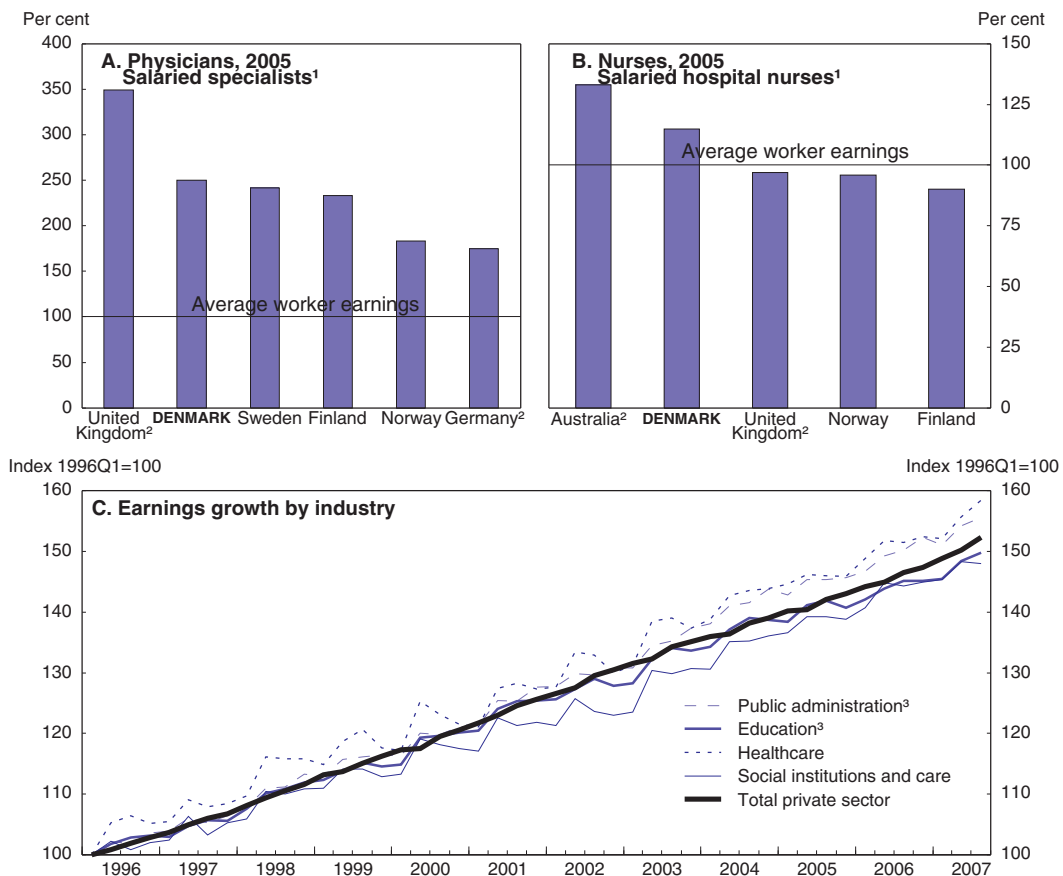 Per cent
Per cent
A. Physicians, 2005
Salaried specialists¹
400
350
300
250
200
150
100
50
0
Average worker earnings
United Kingdom²
DENMARK
Sweden
Finland
Norway
Germany²
B. Nurses, 2005
Salaried hospital nurses¹
150
125
100
75
50
25
0
Average worker earnings
Australia²
DENMARK
United Kingdom²
Norway
Finland
Index 1996Q1=100
Index 1996Q1=100
C. Earnings growth by industry
160
150
140
130
120
110
100
160
150
140
130
120
110
100
Public administration³
Education³
Healthcare
Social institutions and care
Total private sector
1996 1997 1998 1999 2000 2001 2002 2003 2004 2005 2006 2007